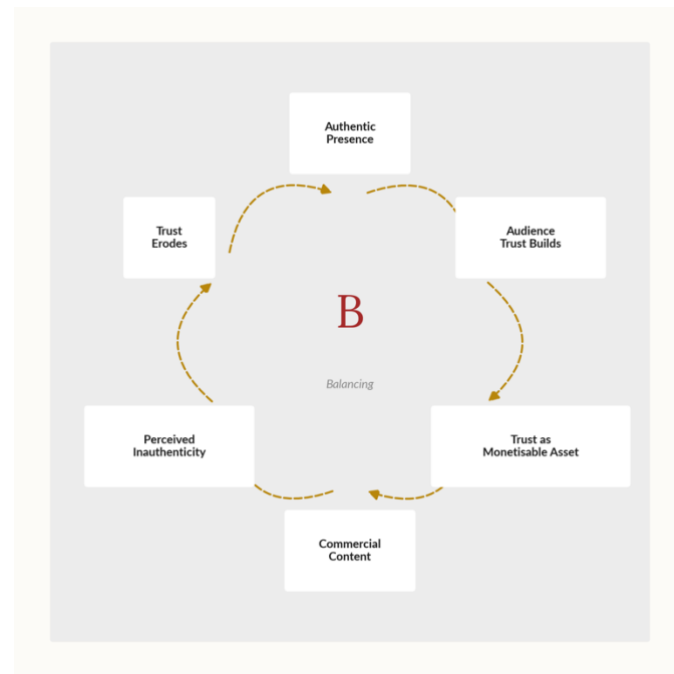 Authentic
Presence
Audience
Trust Builds
Trust as
Monetisable Asset
Commercial
Content
Perceived
Inauthenticity
Trust
Erodes
B
Balancing